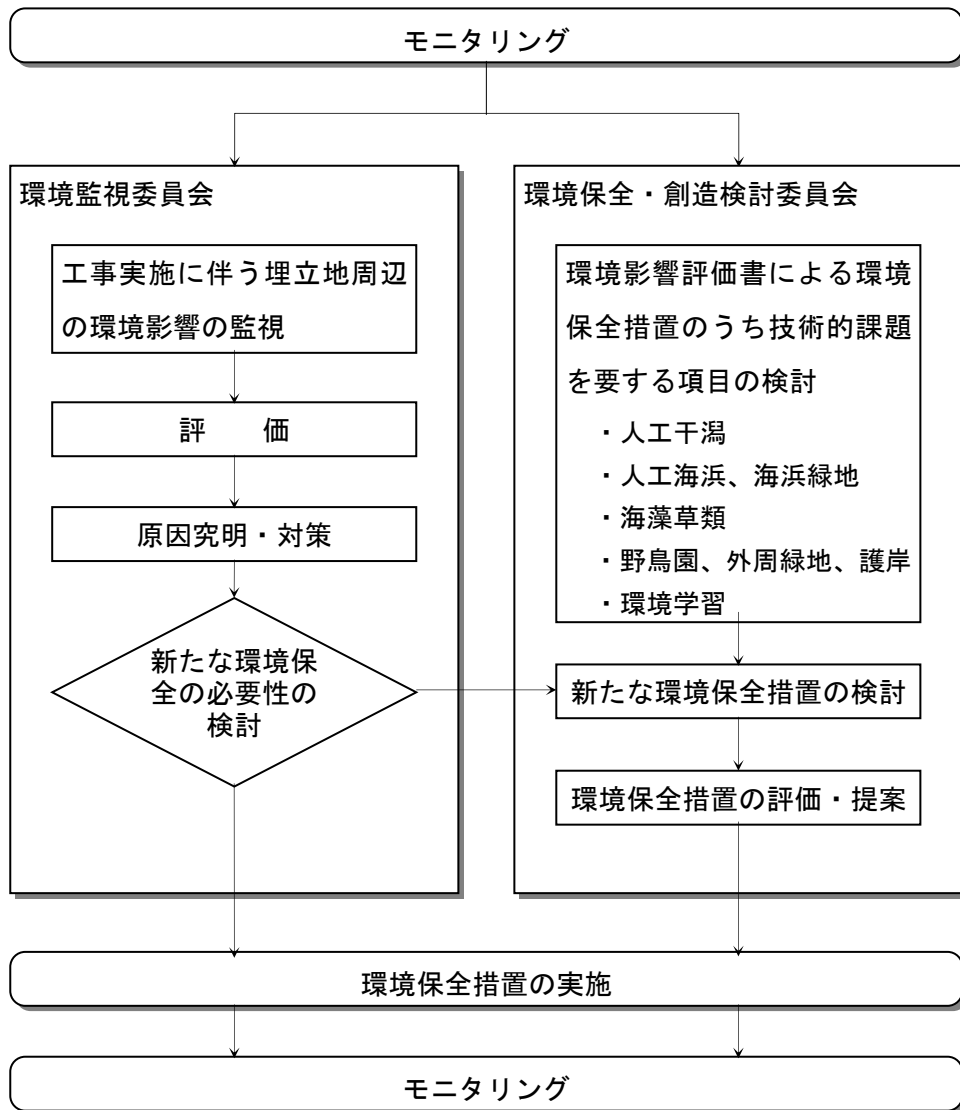 モニタリング
環境監視委員会
工事実施に伴う埋立地周辺
の環境影響の監視
評　価
原因究明・対策
新たな環境保
全の必要性の
検討
環境保全・創造検討委員会
環境影響評価書による環境
保全措置のうち技術的課題
を要する項目の検討
・人工干潟
・人工海浜、海浜緑地
・海藻草類
・野鳥園、外周緑地、護岸
・環境学習
新たな環境保全措置の検討
環境保全措置の評価・提案
環境保全措置の実施
モニタリング